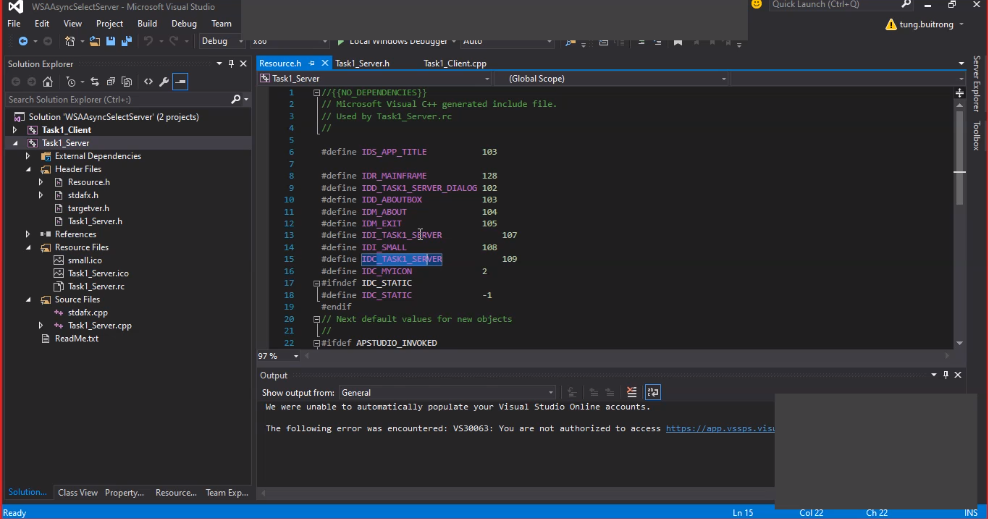 WSAAsyncSelectServer - Microsoft Visual Studio
Quick Launch (Ctrl+Q)
File Edit View Project Build Debug Team
tung.buitrong
Debug Local Windows Debugger Auto
Solution Explorer
Search Solution Explorer (Ctrl+;)
Solution 'WSAAsyncSelectServer' (2 projects)
Task1_Client
Task1_Server
External Dependencies
Header Files
Resource.h
stdafx.h
targetver.h
Task1_Server.h
References
Resource Files
small.ico
Task1_Server.ico
Task1_Server.rc
Source Files
stdafx.cpp
Task1_Server.cpp
ReadMe.txt
Solution... Class View Property... Resource... Team Exp...
Resource.h Task1_Server.h Task1_Client.cpp
Task1_Server (Global Scope)
1 //{{NO_DEPENDENCIES}}
2 // Microsoft Visual C++ generated include file.
3 // Used by Task1_Server.rc
4 //
5
6 #define IDS_APP_TITLE 103
7
8 #define IDR_MAINFRAME 128
9 #define IDD_TASK1_SERVER_DIALOG 102
10 #define IDD_ABOUTBOX 103
11 #define IDM_ABOUT 104
12 #define IDM_EXIT 105
13 #define IDI_TASK1_SERVER 107
14 #define IDI_SMALL 108
15 #define IDC_TASK1_SERVER 109
16 #define IDC_MYICON 2
17 #ifndef IDC_STATIC
18 #define IDC_STATIC -1
19 #endif
20 // Next default values for new objects
21 //
22 #ifdef APSTUDIO_INVOKED
97 %
Output
Show output from: General
We were unable to automatically populate your Visual Studio Online accounts.
The following error was encountered: VS30063: You are not authorized to access https://app.vssps.visu
Server Explorer
Toolbox
Ready Ln 15 Col 22 Ch 22 INS